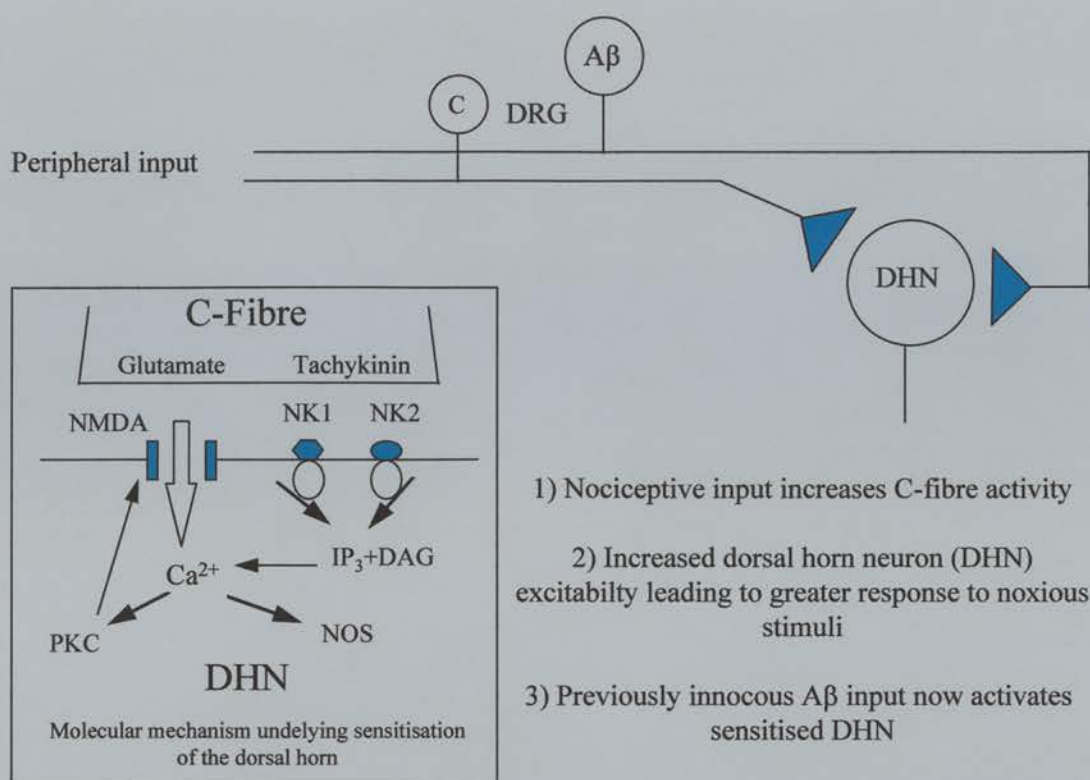 Aβ
C
DRG
Peripheral input
DHN
C-Fibre
Glutamate Tachykinin
NMDA NK1 NK2
IP₃+DAG
Ca²⁺
PKC NOS
DHN
Molecular mechanism undelying sensitisation
of the dorsal horn
1) Nociceptive input increases C-fibre activity
2) Increased dorsal horn neuron (DHN)
excitabilty leading to greater response to noxious
stimuli
3) Previously innocous Aβ input now activates
sensitised DHN